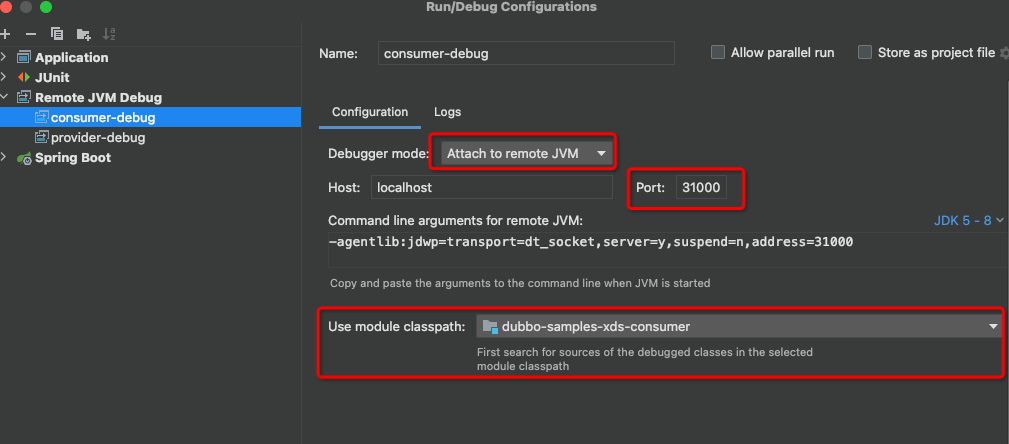 Run/Debug Configurations
Application
JUnit
Remote JVM Debug
consumer-debug
provider-debug
Spring Boot
Name: consumer-debug
Allow parallel run
Store as project file
Configuration
Logs
Debugger mode: Attach to remote JVM
Host: localhost
Port: 31000
Command line arguments for remote JVM:
JDK 5 - 8
-agentlib:jdwp=transport=dt_socket,server=y,suspend=n,address=31000
Copy and paste the arguments to the command line when JVM is started
Use module classpath: dubbo-samples-xds-consumer
First search for sources of the debugged classes in the selected
module classpath